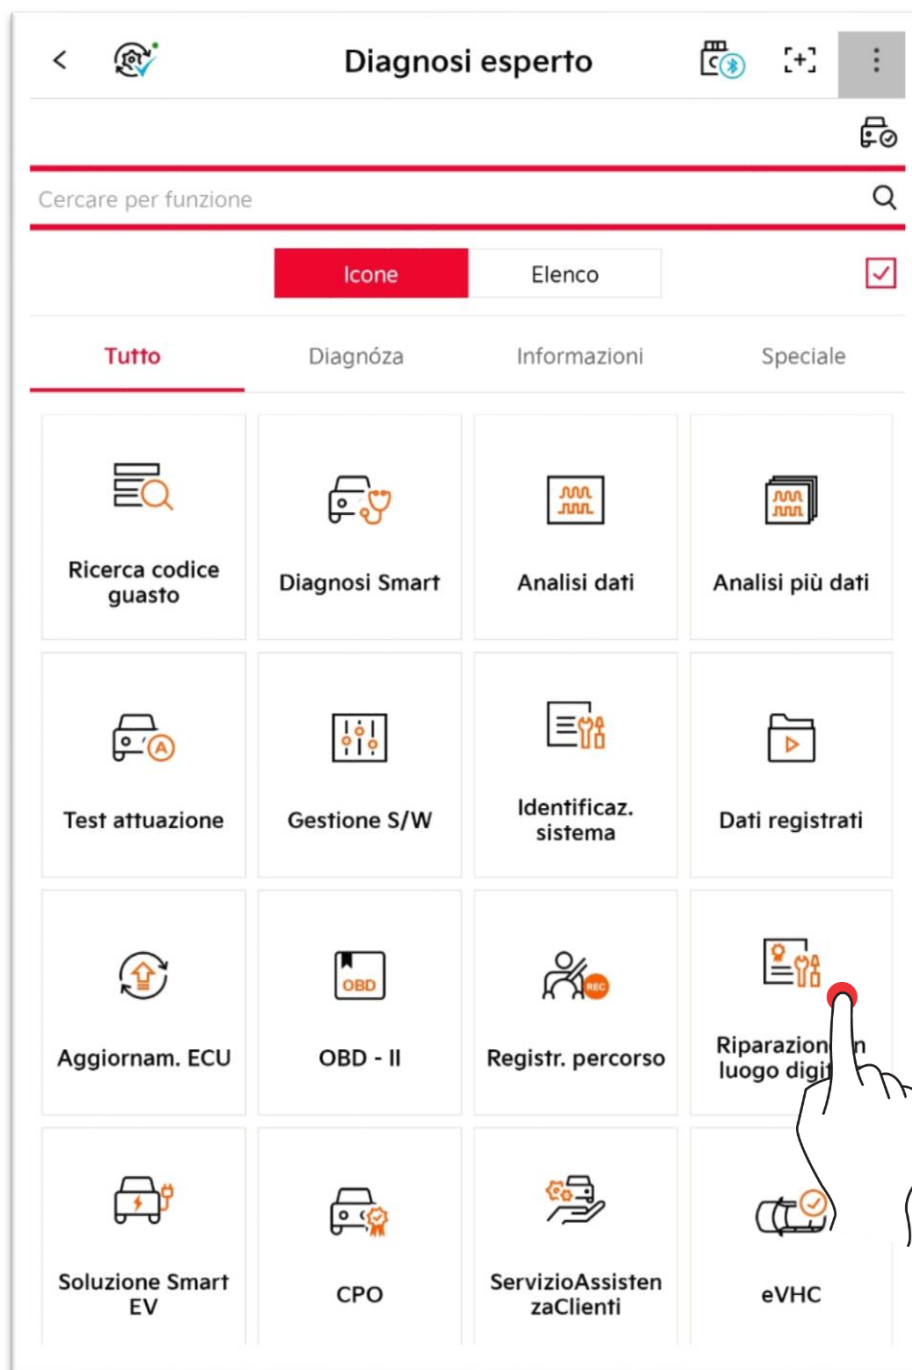 Diagnosi esperto
Cercare per funzione
Icone
Elenco
Tutto
Diagnóza
Informazioni
Speciale
Ricerca codice
guasto
Diagnosi Smart
Analisi dati
Analisi più dati
Test attuazione
Gestione S/W
Identificaz.
sistema
Dati registrati
A
OBD
REC
Aggiornam. ECU
OBD - II
Registr. percorso
luogo
Soluzione Smart
EV
CPO
ServizioAssisten
zaClienti
eVHC